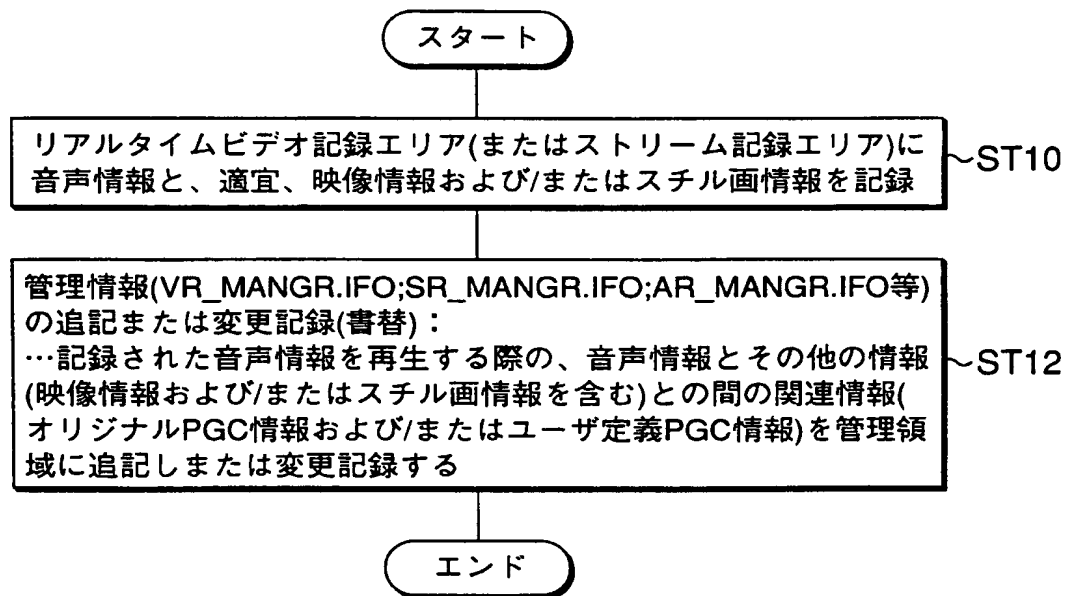 スタート
リアルタイムビデオ記録エリア(またはストリーム記録エリア)に
音声情報と、適宜、映像情報および/またはスチル画情報を記録
~ST10
管理情報(VR_MANGR.IFO;SR_MANGR.IFO;AR_MANGR.IFO等)
の追記または変更記録(書替)：
…記録された音声情報を再生する際の、音声情報とその他の情報
(映像情報および/またはスチル画情報を含む)との間の関連情報(
オリジナルPGC情報および/またはユーザ定義PGC情報)を管理領
域に追記しまたは変更記録する
~ST12
エンド